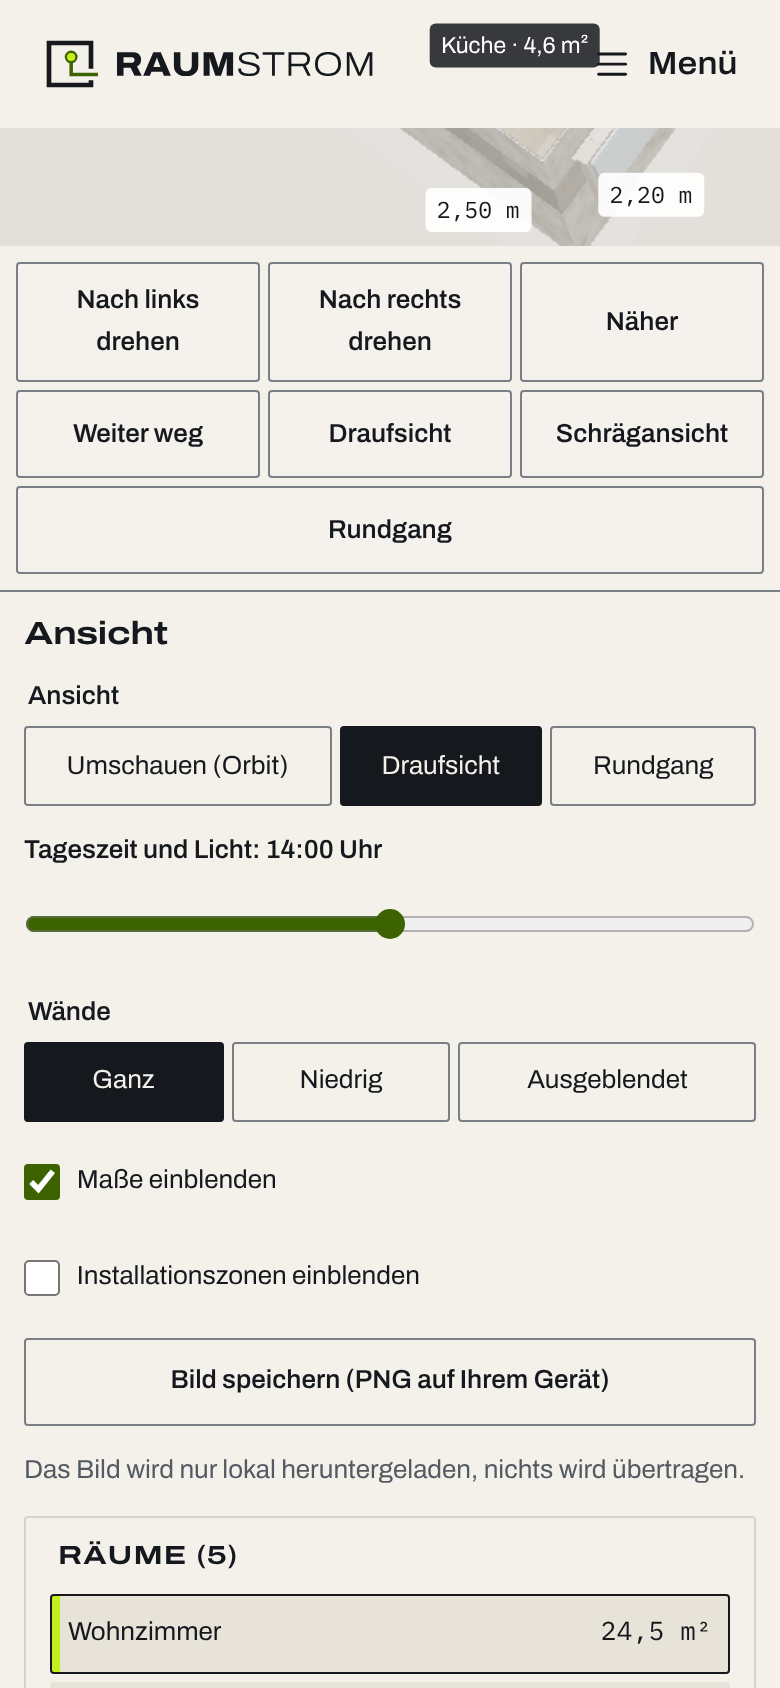 RAUMSTROM
Küche · 4,6 m²
Menü
2,50 m
2,20 m
Nach links
drehen
Nach rechts
drehen
Näher
Weiter weg
Draufsicht
Schrägansicht
Rundgang
Ansicht
Ansicht
Umschauen (Orbit)
Draufsicht
Rundgang
Tageszeit und Licht: 14:00 Uhr
Wände
Ganz
Niedrig
Ausgeblendet
Maße einblenden
Installationszonen einblenden
Bild speichern (PNG auf Ihrem Gerät)
Das Bild wird nur lokal heruntergeladen, nichts wird übertragen.
RÄUME (5)
Wohnzimmer
24,5 m²